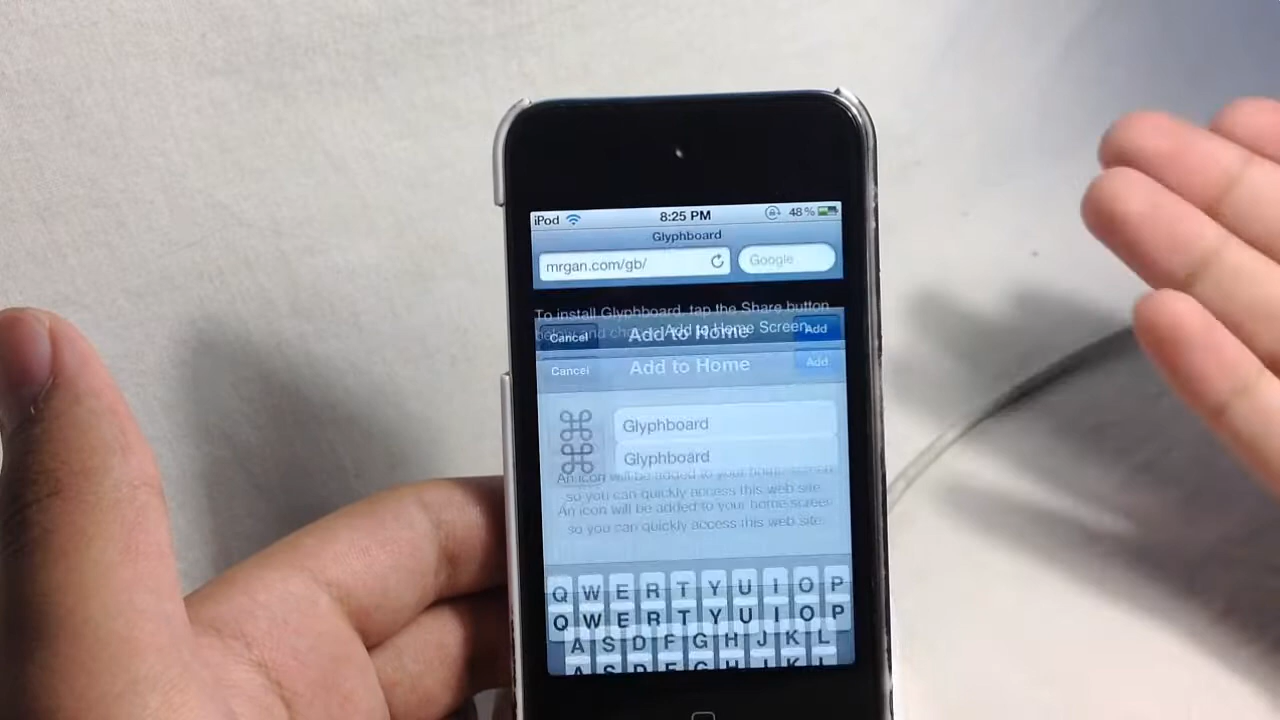 iPod 8:25 PM 48%
Glyphboard
mrgan.com/gb/ Google
To install Glyphboard, tap the Share button
below and choose Add to Home Screen.
Cancel Add to Home Add
Cancel Add to Home Add
Glyphboard
Glyphboard
An icon will be added to your home screen
so you can quickly access this web site.
An icon will be added to your home screen
so you can quickly access this web site.
Q W E R T Y U I O P
Q W E R T Y U I O P
A S D F G H J K L
A S D F G H J K L